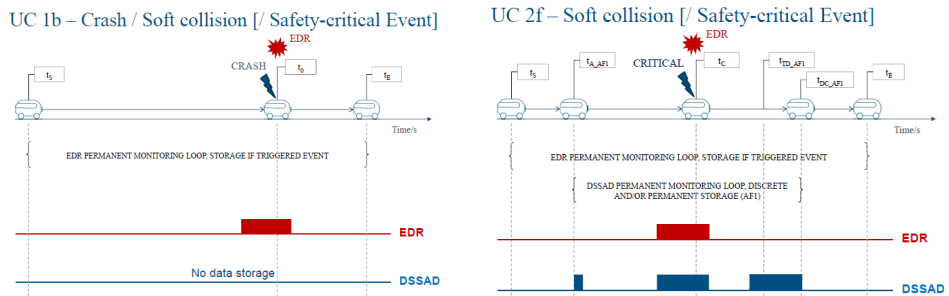 UC 1b – Crash / Soft collision [/ Safety-critical Event]
EDR
CRASH
t0
tS
tE
Time/s
EDR PERMANENT MONITORING LOOP, STORAGE IF TRIGGERED EVENT
EDR
No data storage
DSSAD
UC 2f – Soft collision [/ Safety-critical Event]
EDR
CRITICAL
tS
tA_AF1
tC
tTD_AF1
tDC_AF1
tE
Time/s
EDR PERMANENT MONITORING LOOP, STORAGE IF TRIGGERED EVENT
DSSAD PERMANENT MONITORING LOOP, DISCRETE
AND/OR PERMANENT STORAGE (AF1)
EDR
DSSAD